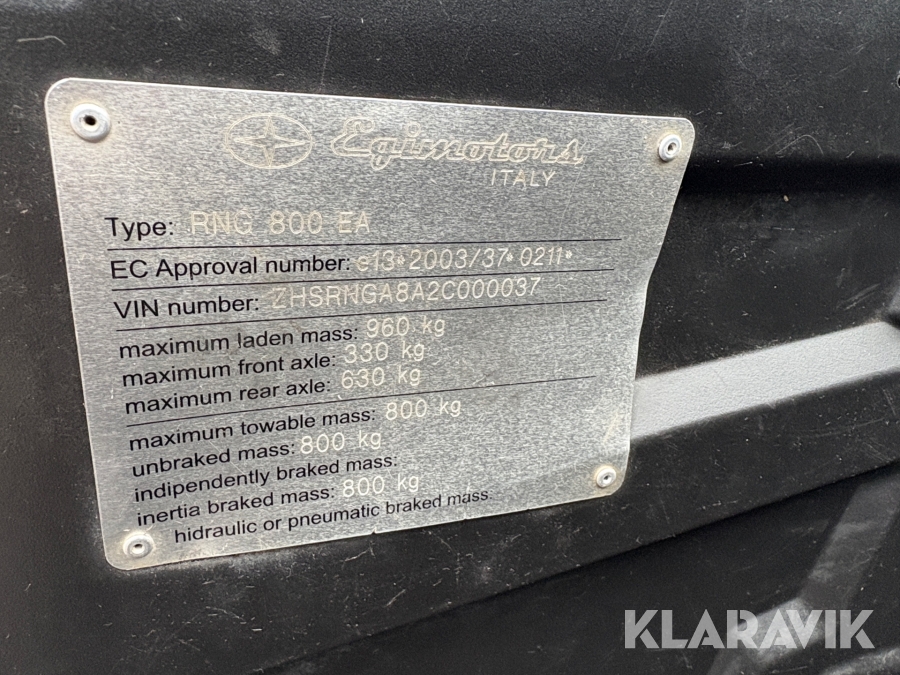 Egimotors
ITALY
Type: RNG 800 EA
EC Approval number: e13*2003/37*0211*
VIN number: ZHSRNGA8A2C000037
maximum laden mass: 960 kg
maximum front axle: 330 kg
maximum rear axle: 630 kg
maximum towable mass: 800 kg
unbraked mass: 800 kg
indipendently braked mass:
inertia braked mass: 800 kg
hidraulic or pneumatic braked mass:
KLARAVIK